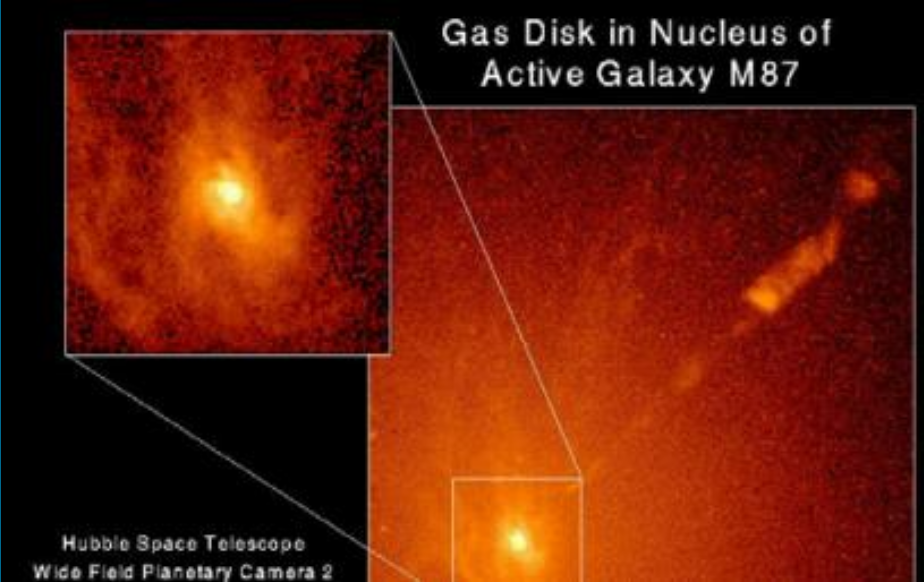 Gas Disk in Nucleus of
Active Galaxy M87
Hubble Space Telescope
Wide Field Planetary Camera 2